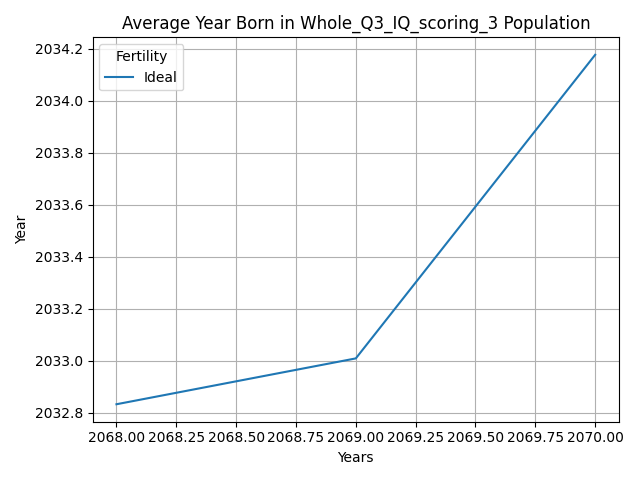 Average Year Born in Whole_Q3_IQ_scoring_3 Population
Fertility
Ideal
2034.2
2034.0
2033.8
2033.6
2033.4
2033.2
2033.0
2032.8
Year
2068.00 2068.25 2068.50 2068.75 2069.00 2069.25 2069.50 2069.75 2070.00
Years